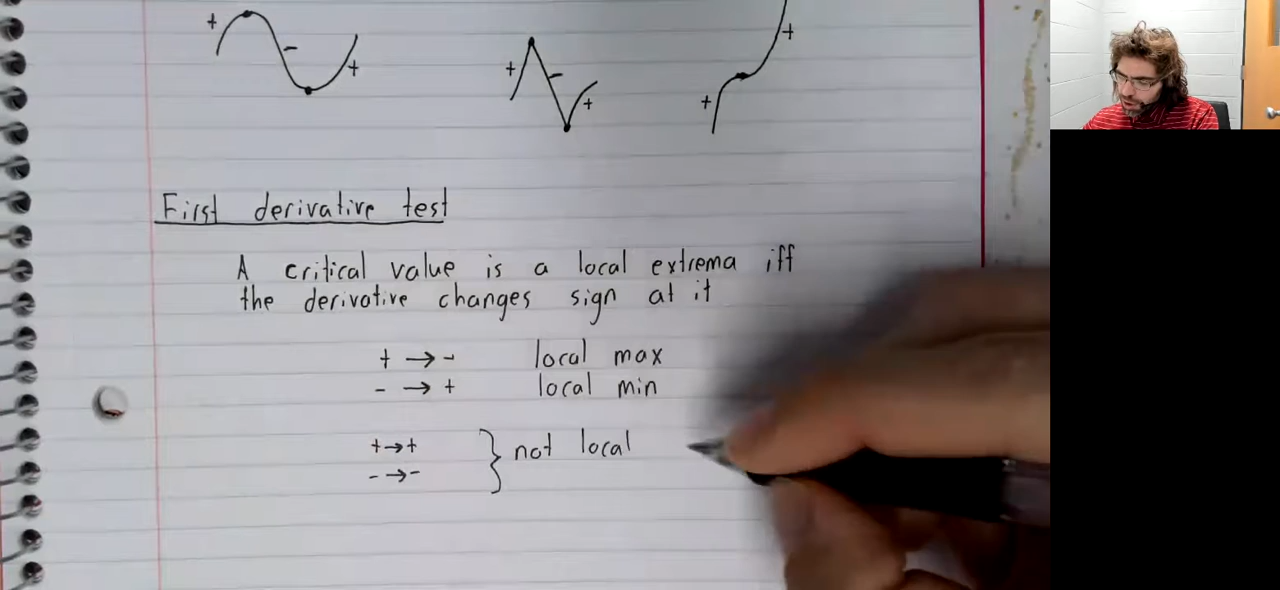 + - +
+ - +
+ +
First derivative test
A critical value is a local extrema iff
the derivative changes sign at it
+ → - local max
- → + local min
+ → + } not local
- → -